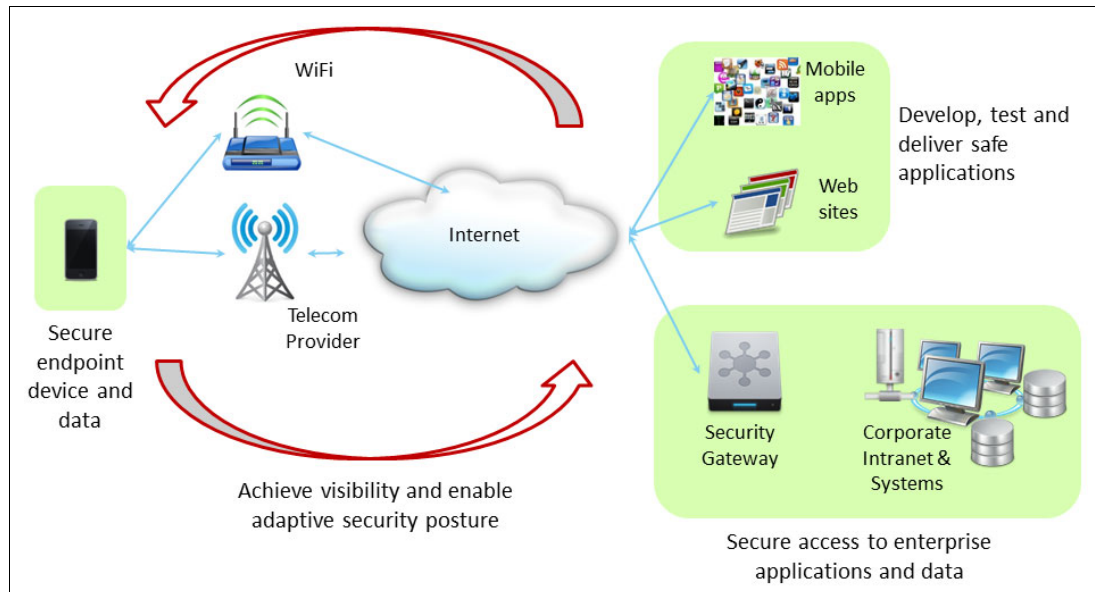 WiFi
Mobile
apps
Develop, test and
deliver safe
applications
Web
sites
Internet
Telecom
Provider
Secure
endpoint
device and
data
Security
Gateway
Corporate
Intranet &
Systems
Achieve visibility and enable
adaptive security posture
Secure access to enterprise
applications and data